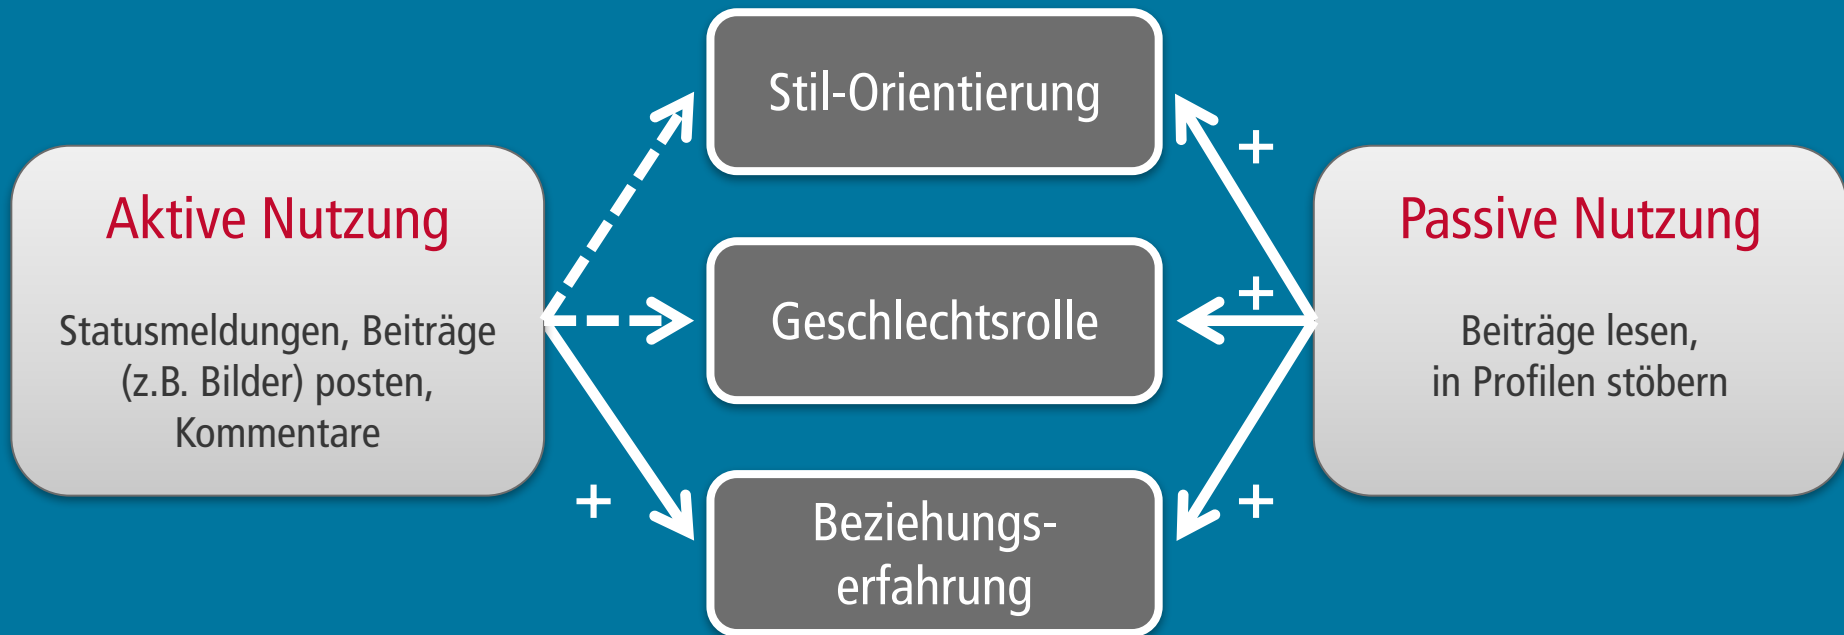 Aktive Nutzung
Statusmeldungen, Beiträge
(z.B. Bilder) posten,
Kommentare
+
Stil-Orientierung
Geschlechtsrolle
Beziehungs-
erfahrung
+
+
+
Passive Nutzung
Beiträge lesen,
in Profilen stöbern